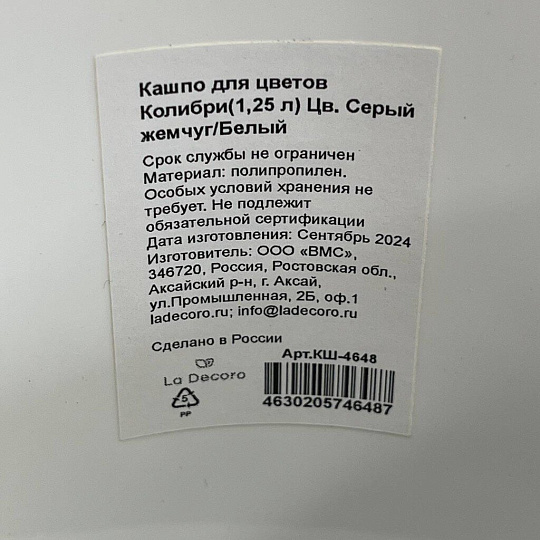 Кашпо для цветов
Колибри(1,25 л) Цв. Серый
жемчуг/Белый
Срок службы не ограничен
Материал: полипропилен.
Особых условий хранения не
требует. Не подлежит
обязательной сертификации
Дата изготовления: Сентябрь 2024
Изготовитель: ООО «ВМС»,
346720, Россия, Ростовская обл.,
Аксайский р-н, г. Аксай,
ул.Промышленная, 2Б, оф.1
ladecoro.ru; info@ladecoro.ru
Сделано в России
Арт.КШ-4648
La Decoro
4630205746487
5
PP